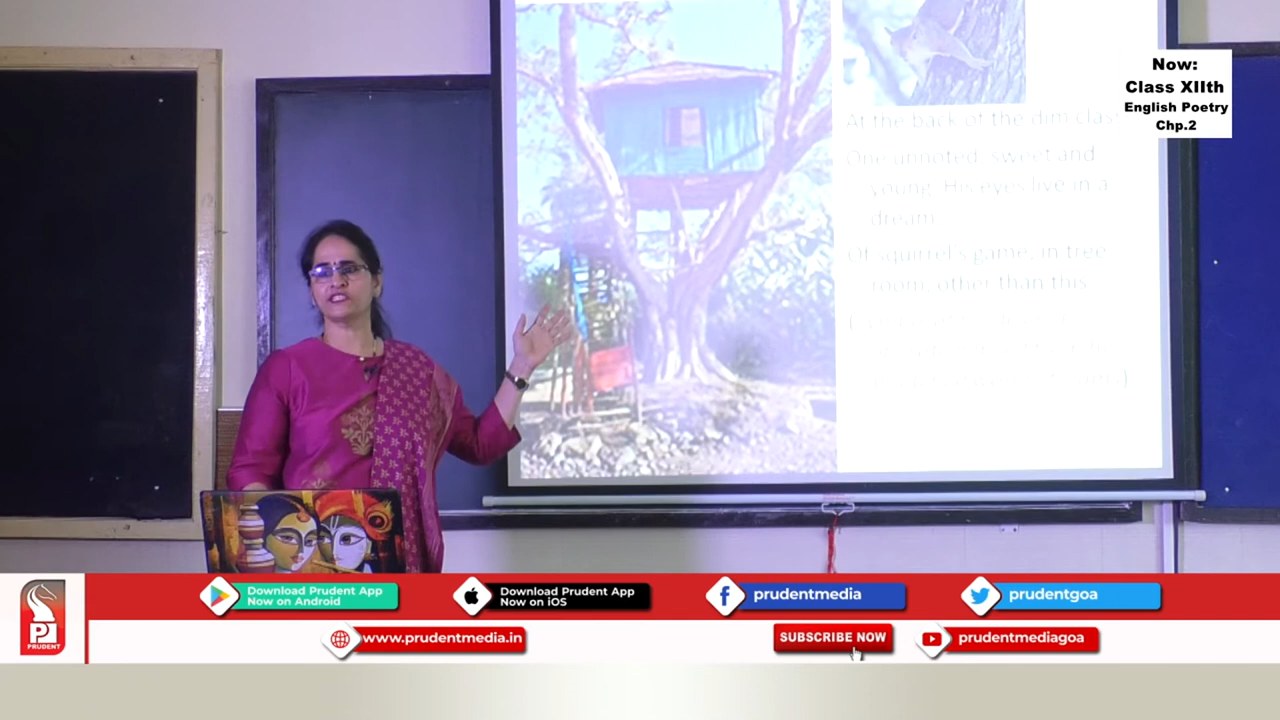 Now:
Class XIIth
English Poetry
Chp.2
At the back of the dim
One unnoted, sweet and
young. His eyes live in a
dream
Of squirrel's game, in tree
room, other than this
Download Prudent App
Now on Android
Download Prudent App
Now on iOS
prudentmedia
prudentgoa
PRUDENT
www.prudentmedia.in
SUBSCRIBE NOW
prudentmediagoa